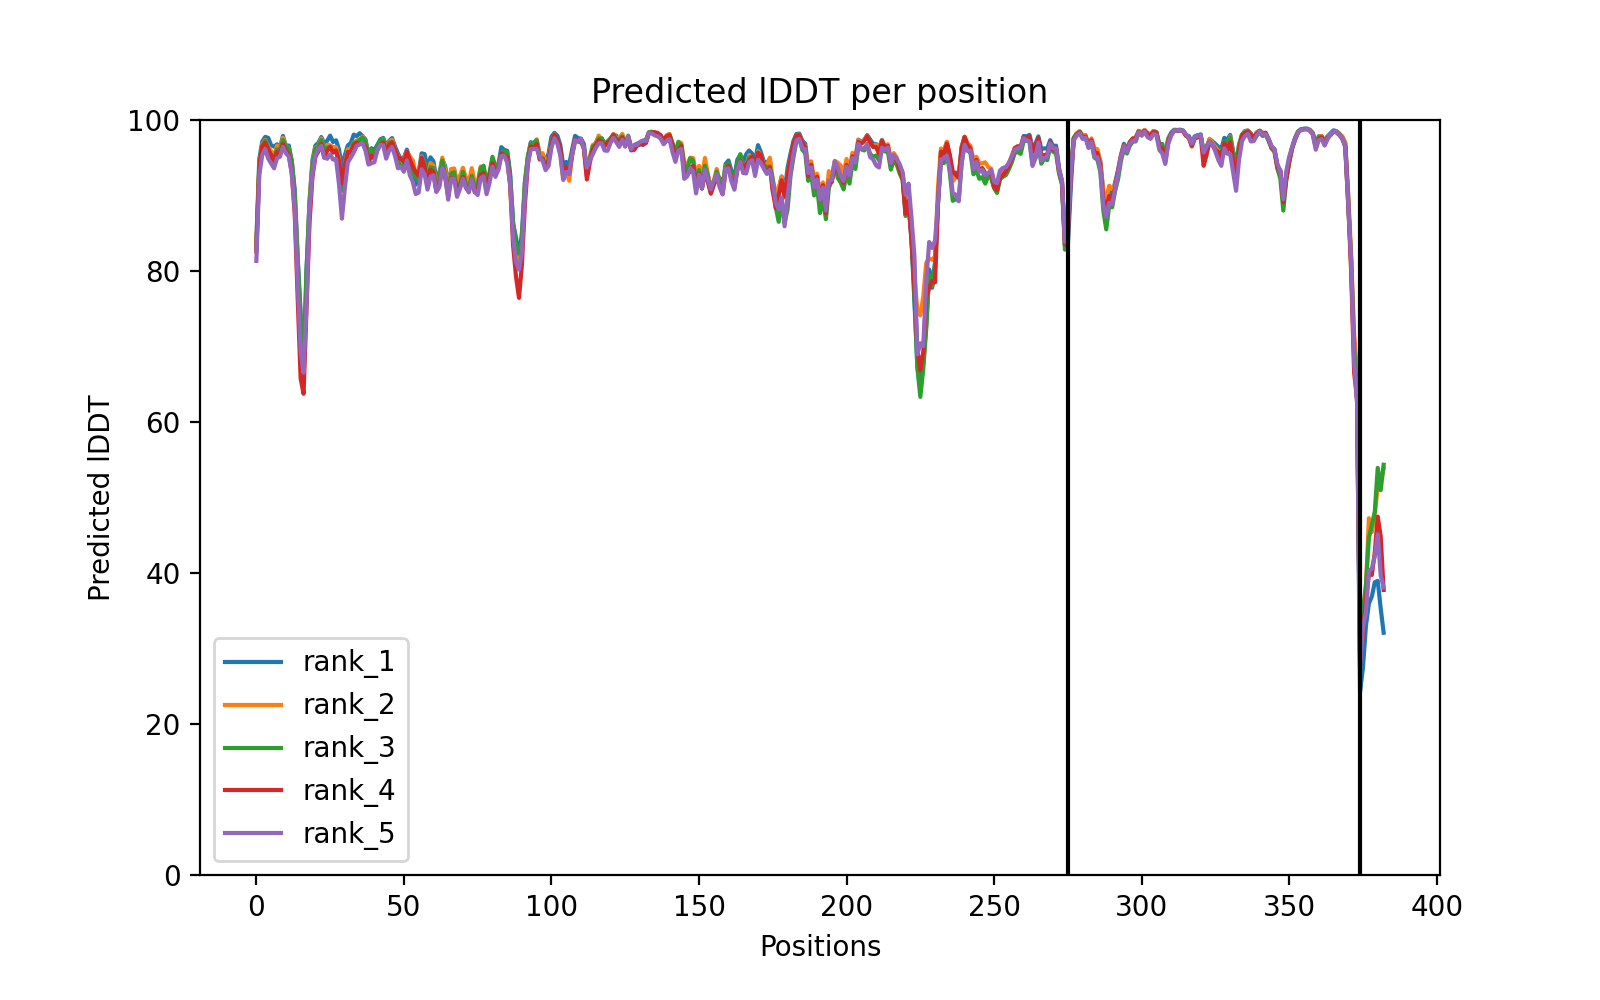 Predicted lDDT per position
100
80
60
40
20
0
Predicted lDDT
rank_1
rank_2
rank_3
rank_4
rank_5
0 50 100 150 200 250 300 350 400
Positions